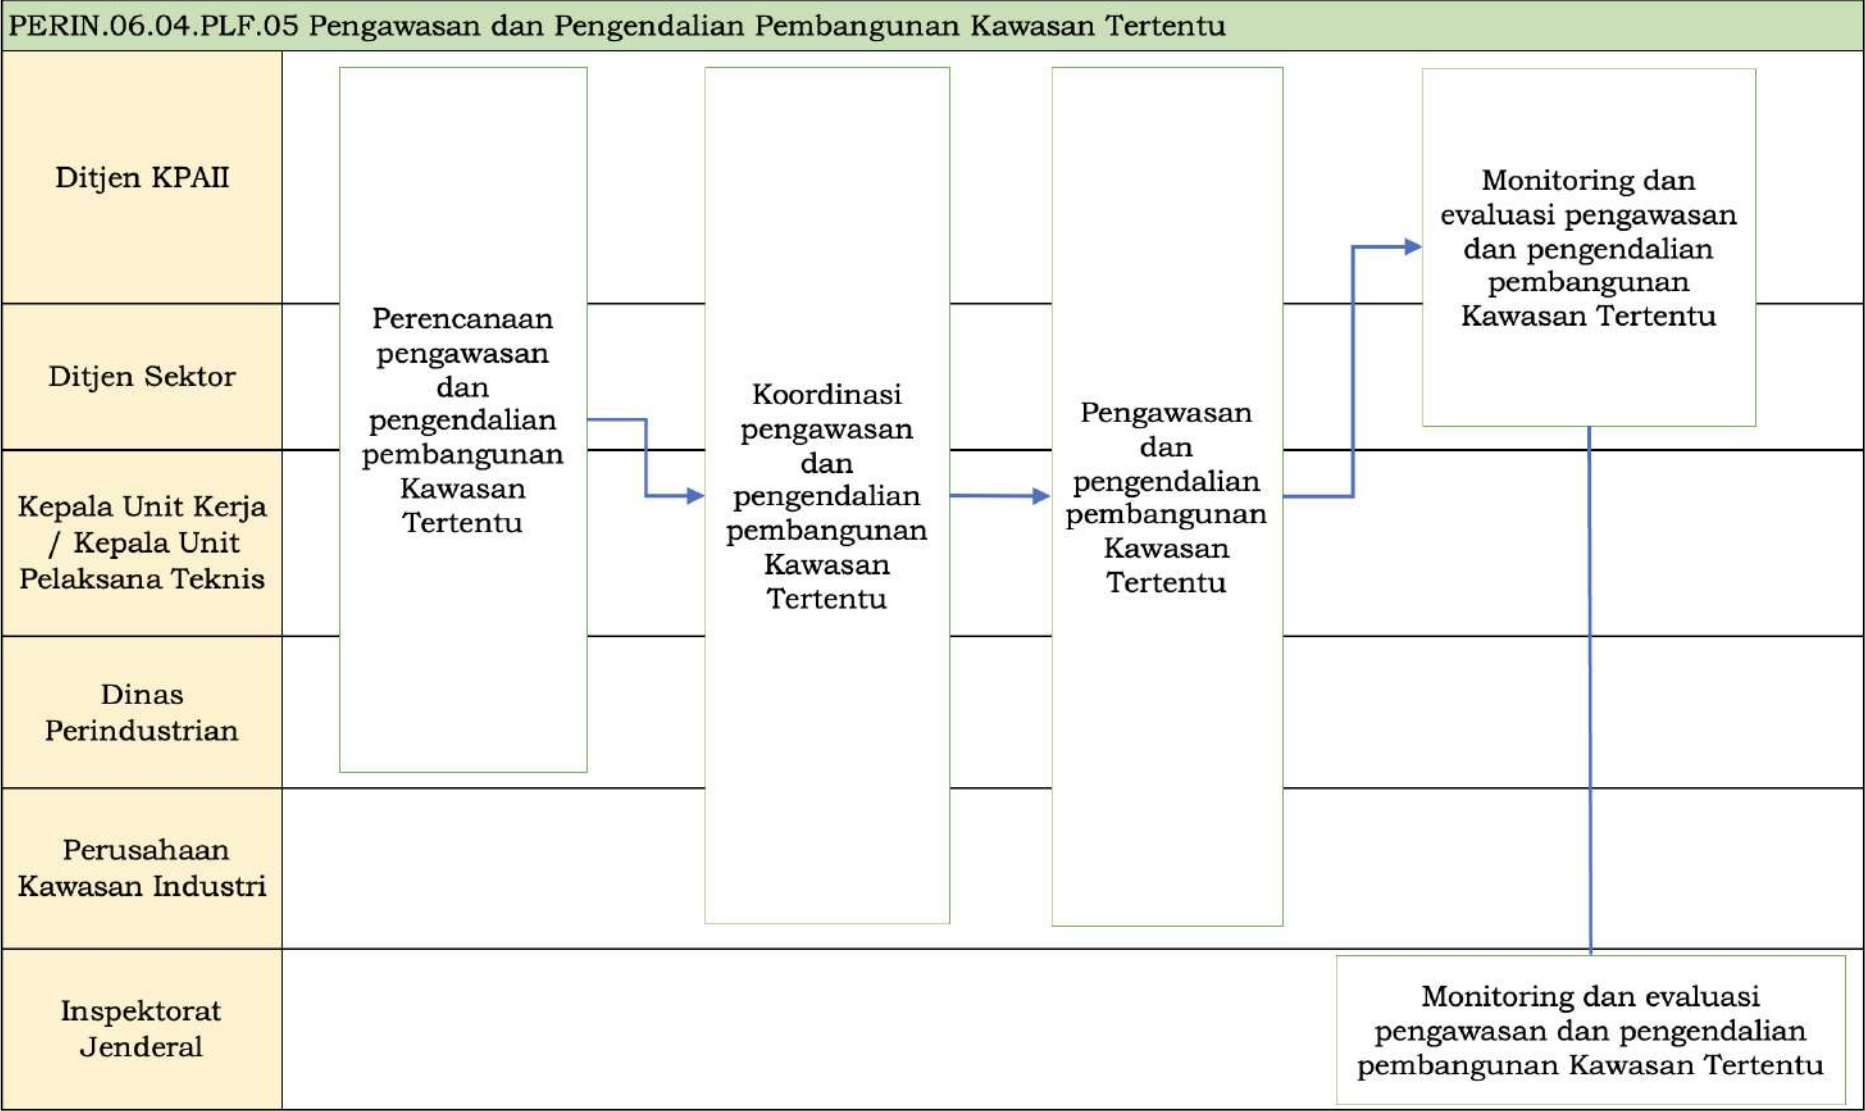 PERIN.06.04.PLF.05 Pengawasan dan Pengendalian Pembangunan Kawasan Tertentu
Ditjen KPAII
Ditjen Sektor
Kepala Unit Kerja
/ Kepala Unit
Pelaksana Teknis
Dinas
Perindustrian
Perusahaan
Kawasan Industri
Inspektorat
Jenderal
Perencanaan
pengawasan
dan
pengendalian
pembangunan
Kawasan
Tertentu
Koordinasi
pengawasan
dan
pengendalian
pembangunan
Kawasan
Tertentu
Pengawasan
dan
pengendalian
pembangunan
Kawasan
Tertentu
Monitoring dan
evaluasi pengawasan
dan pengendalian
pembangunan
Kawasan Tertentu
Monitoring dan evaluasi
pengawasan dan pengendalian
pembangunan Kawasan Tertentu